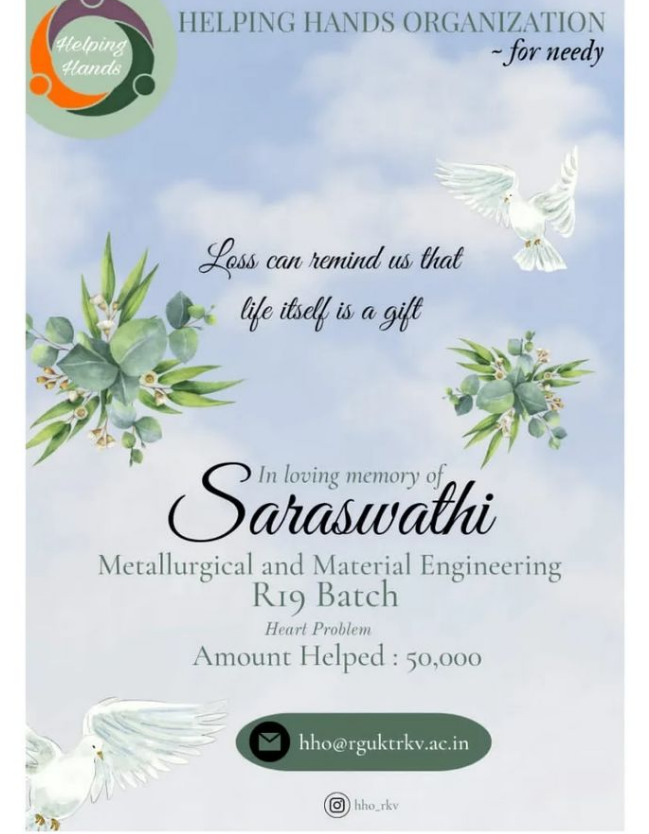 Helping
Hands
HELPING HANDS ORGANIZATION
~ for needy
Loss can remind us that
life itself is a gift
In loving memory of
Saraswathi
Metallurgical and Material Engineering
R19 Batch
Heart Problem
Amount Helped : 50,000
hho@rguktrkv.ac.in
hho_rkv